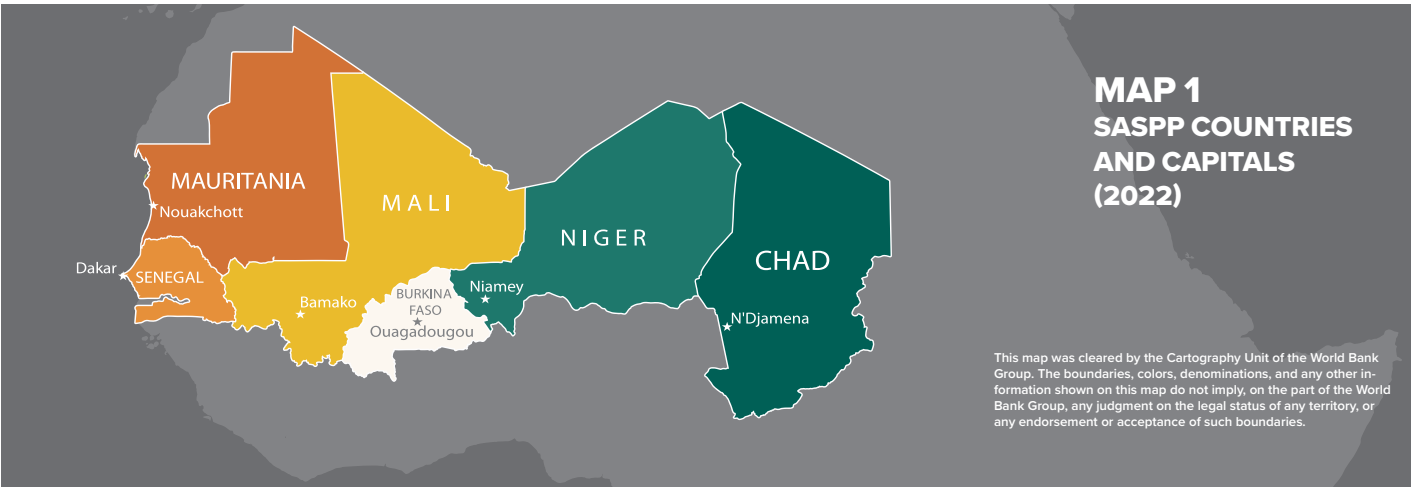 MAP 1
SASPP COUNTRIES
AND CAPITALS
(2022)
MAURITANIA
Nouakchott
MALI
NIGER
CHAD
Dakar
SENEGAL
Bamako
BURKINA
FASO
Ouagadougou
Niamey
N'Djamena
This map was cleared by the Cartography Unit of the World Bank
Group. The boundaries, colors, denominations, and any other in-
formation shown on this map do not imply, on the part of the World
Bank Group, any judgment on the legal status of any territory, or
any endorsement or acceptance of such boundaries.